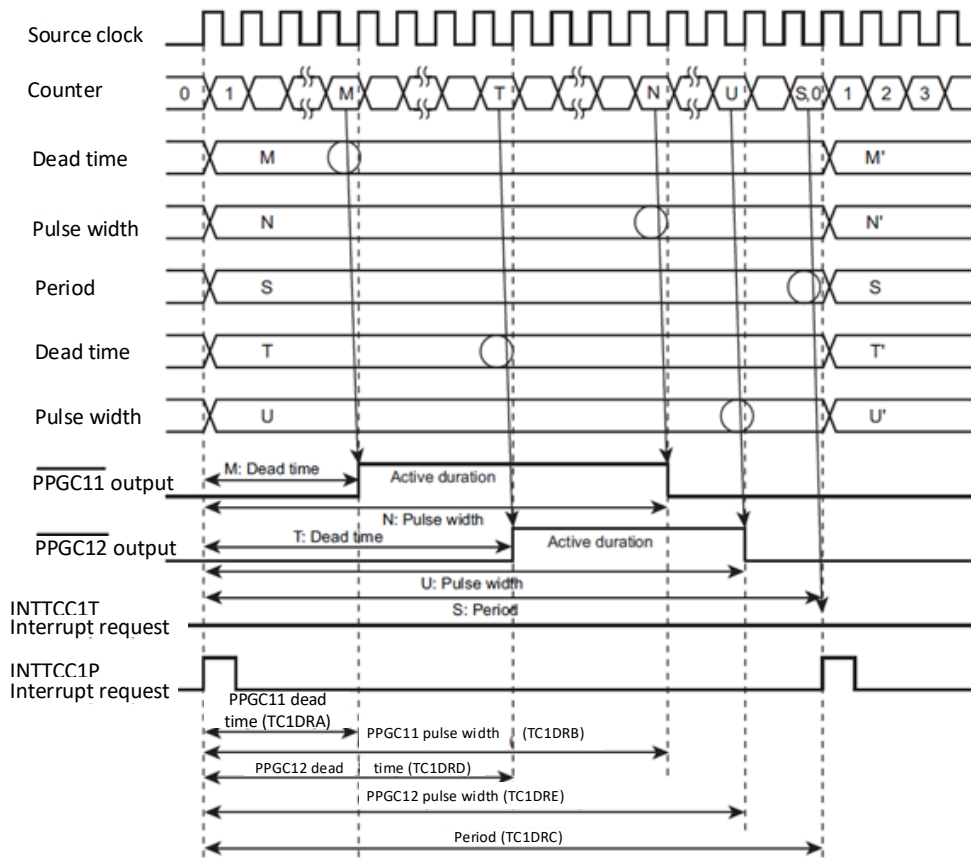 Source clock
Counter 0 1 M T N U S,0 1 2 3
Dead time M M'
Pulse width N N'
Period S S
Dead time T T'
Pulse width U U'
PPGC11 output
M: Dead time
Active duration
N: Pulse width
PPGC12 output
T: Dead time
Active duration
U: Pulse width
S: Period
INTTCC1T
Interrupt request
INTTCC1P
Interrupt request
PPGC11 dead
time (TC1DRA)
PPGC11 pulse width (TC1DRB)
PPGC12 dead time (TC1DRD)
PPGC12 pulse width (TC1DRE)
Period (TC1DRC)